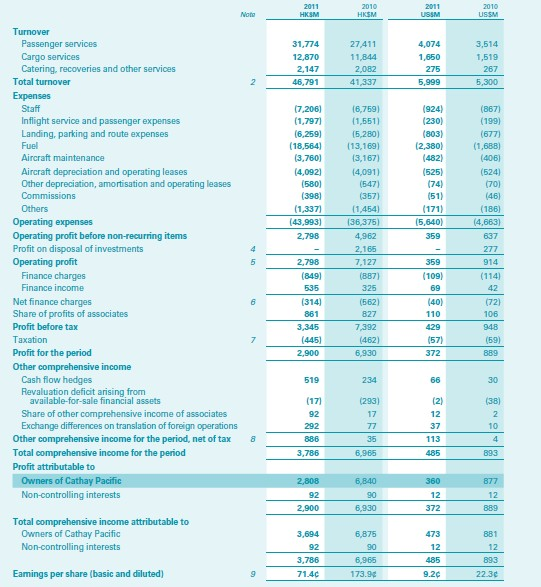 2011 2010 2011 2010
Note HK$M HK$M US$M US$M
Turnover
Passenger services 31,774 27,411 4,074 3,514
Cargo services 12,870 11,844 1,650 1,519
Catering, recoveries and other services 2,147 2,082 275 267
Total turnover 2 46,791 41,337 5,999 5,300
Expenses
Staff (7,206) (6,759) (924) (867)
Inflight service and passenger expenses (1,797) (1,551) (230) (199)
Landing, parking and route expenses (6,259) (5,280) (803) (677)
Fuel (18,564) (13,169) (2,380) (1,688)
Aircraft maintenance (3,760) (3,167) (482) (406)
Aircraft depreciation and operating leases (4,092) (4,091) (525) (524)
Other depreciation, amortisation and operating leases (580) (547) (74) (70)
Commissions (398) (357) (51) (46)
Others (1,337) (1,454) (171) (186)
Operating expenses (43,993) (36,375) (5,640) (4,663)
Operating profit before non-recurring items 2,798 4,962 359 637
Profit on disposal of investments 4 – 2,165 – 277
Operating profit 5 2,798 7,127 359 914
Finance charges (849) (887) (109) (114)
Finance income 535 325 69 42
Net finance charges 6 (314) (562) (40) (72)
Share of profits of associates 861 827 110 106
Profit before tax 3,345 7,392 429 948
Taxation 7 (445) (462) (57) (59)
Profit for the period 2,900 6,930 372 889
Other comprehensive income
Cash flow hedges 519 234 66 30
Revaluation deficit arising from
available-for-sale financial assets (17) (293) (2) (38)
Share of other comprehensive income of associates 92 17 12 2
Exchange differences on translation of foreign operations 292 77 37 10
Other comprehensive income for the period, net of tax 8 886 35 113 4
Total comprehensive income for the period 3,786 6,965 485 893
Profit attributable to
Owners of Cathay Pacific 2,808 6,840 360 877
Non-controlling interests 92 90 12 12
2,900 6,930 372 889
Total comprehensive income attributable to
Owners of Cathay Pacific 3,694 6,875 473 881
Non-controlling interests 92 90 12 12
3,786 6,965 485 893
Earnings per share (basic and diluted) 9 71.4¢ 173.9¢ 9.2¢ 22.3¢